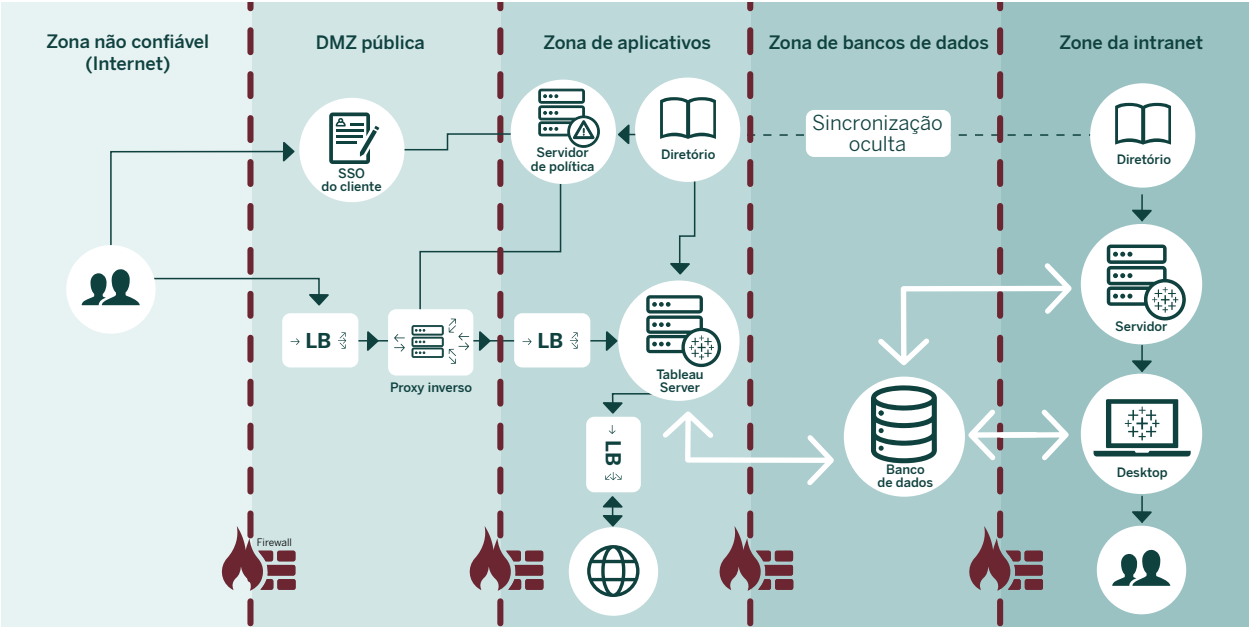 Zona não confiável
(Internet)
DMZ pública
Zona de aplicativos
Zona de bancos de dados
Zone da intranet
SSO
do cliente
Servidor
de política
Diretório
Sincronização
oculta
Diretório
Servidor
LB
Proxy inverso
LB
Tableau
Server
LB
Banco
de dados
Desktop
Firewall